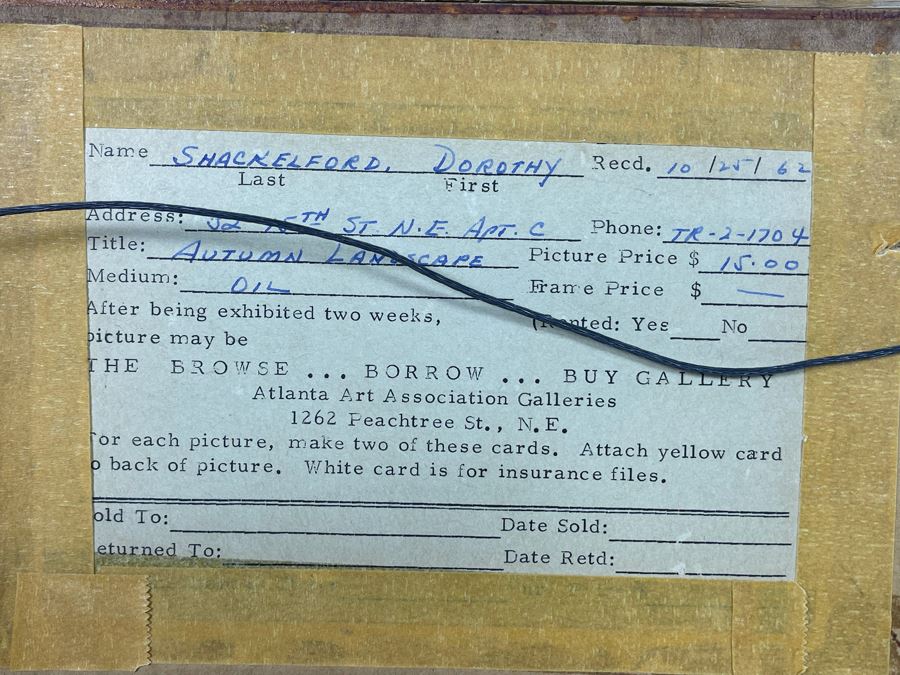 Name SHACKELFORD, DOROTHY Recd. 10/25/62
Last First
Address: 15TH ST. N.E. APT. C Phone: TR-2-1704
Title: AUTUMN LANDSCAPE Picture Price $ 15.00
Medium: OIL Frame Price $ —
After being exhibited two weeks, (Rented: Yes No
picture may be
THE BROWSE ... BORROW ... BUY GALLERY
Atlanta Art Association Galleries
1262 Peachtree St., N.E.
For each picture, make two of these cards. Attach yellow card
o back of picture. White card is for insurance files.
old To: Date Sold:
eturned To: Date Retd: